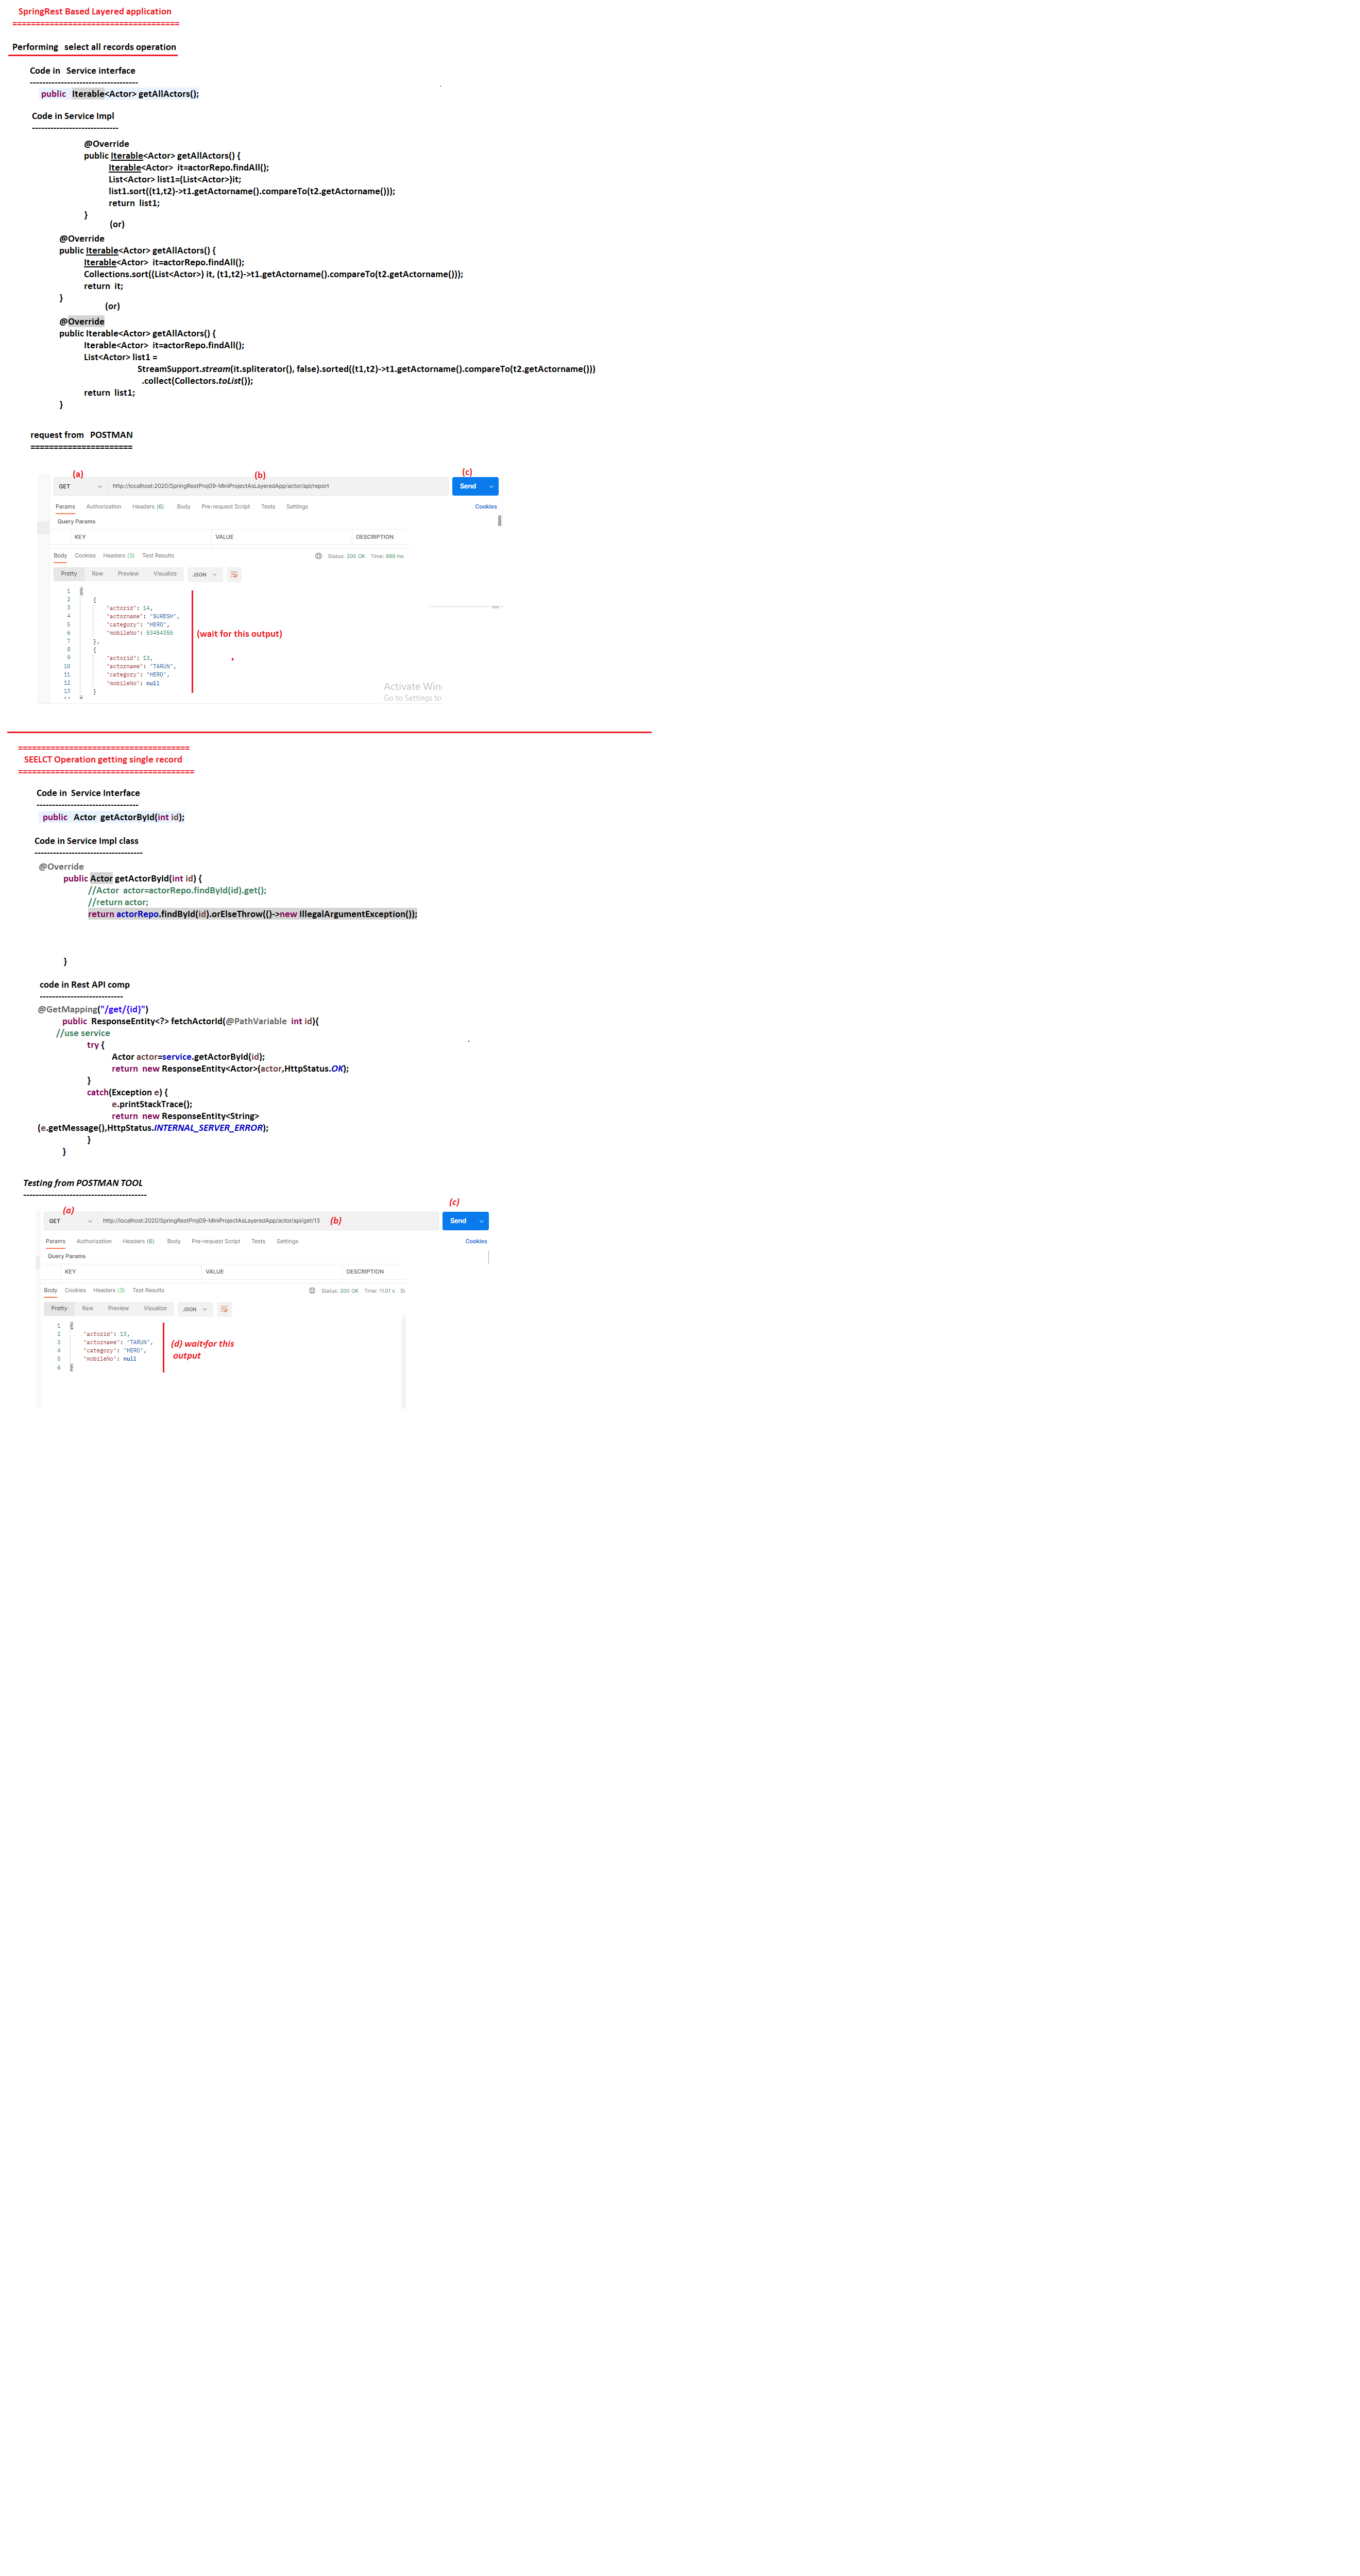 SpringRest Based Layered application
====================================
Performing   select all records operation
Code in   Service interface
-----------------------------------
public   Iterable<Actor> getAllActors();
Code in Service Impl
----------------------------
@Override
public Iterable<Actor> getAllActors() {
Iterable<Actor>  it=actorRepo.findAll();
List<Actor> list1=(List<Actor>)it;
list1.sort((t1,t2)->t1.getActorname().compareTo(t2.getActorname()));
return  list1;
}
(or)
@Override
public Iterable<Actor> getAllActors() {
Iterable<Actor>  it=actorRepo.findAll();
Collections.sort((List<Actor>) it, (t1,t2)->t1.getActorname().compareTo(t2.getActorname()));
return  it;
}
(or)
@Override
public Iterable<Actor> getAllActors() {
Iterable<Actor>  it=actorRepo.findAll();
List<Actor> list1 =
StreamSupport.stream(it.spliterator(), false).sorted((t1,t2)->t1.getActorname().compareTo(t2.getActorname()))
.collect(Collectors.toList());
return  list1;
}
request from   POSTMAN
======================
(a) (b) (c)
GET http://localhost:2020/SpringRestProj09-MiniProjectAsLayeredApp/actor/api/report Send
Params Authorization Headers (6) Body Pre-request Script Tests Settings Cookies
Query Params
KEY VALUE DESCRIPTION
Body Cookies Headers (3) Test Results Status: 200 OK Time: 689 ms
Pretty Raw Preview Visualize JSON
1 [
2 {
3 "actorid": 14,
4 "actorname": "SURESH",
5 "category": "HERO",
6 "mobileNo": 53454355
7 },
(wait for this output)
8 {
9 "actorid": 13,
10 "actorname": "TARUN",
11 "category": "HERO",
12 "mobileNo": null
13 }
Activate Win
Go to Settings to
=====================================
SEELCT Operation getting single record
======================================
Code in  Service Interface
---------------------------------
public   Actor  getActorById(int id);
Code in Service Impl class
-----------------------------------
@Override
public Actor getActorById(int id) {
//Actor  actor=actorRepo.findById(id).get();
//return actor;
return actorRepo.findById(id).orElseThrow(()->new IllegalArgumentException());
}
code in Rest API comp
---------------------------
@GetMapping("/get/{id}")
public  ResponseEntity<?> fetchActorId(@PathVariable  int id){
//use service
try {
Actor actor=service.getActorById(id);
return  new ResponseEntity<Actor>(actor,HttpStatus.OK);
}
catch(Exception e) {
e.printStackTrace();
return  new ResponseEntity<String>
(e.getMessage(),HttpStatus.INTERNAL_SERVER_ERROR);
}
}
Testing from POSTMAN TOOL
----------------------------------------
(a) (c)
GET http://localhost:2020/SpringRestProj09-MiniProjectAsLayeredApp/actor/api/get/13 (b) Send
Params Authorization Headers (6) Body Pre-request Script Tests Settings Cookies
Query Params
KEY VALUE DESCRIPTION
Body Cookies Headers (3) Test Results Status: 200 OK Time: 11.01 s Si
Pretty Raw Preview Visualize JSON
1 {
2 "actorid": 13,
3 "actorname": "TARUN",
4 "category": "HERO",
5 "mobileNo": null
6 }
(d) wait for this
output